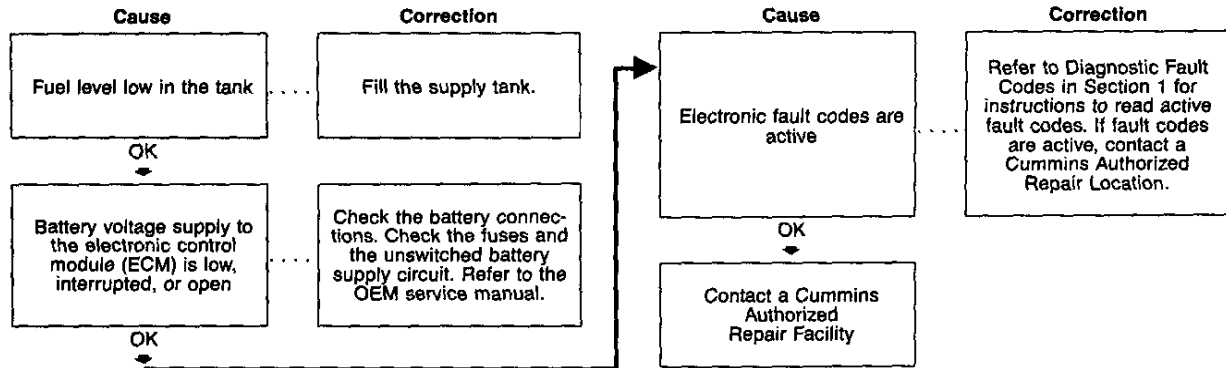 Cause
Correction
Fuel level low in the tank
Fill the supply tank.
OK
Battery voltage supply to
the electronic control
module (ECM) is low,
interrupted, or open
Check the battery connec-
tions. Check the fuses and
the unswitched battery
supply circuit. Refer to the
OEM service manual.
OK
Cause
Correction
Electronic fault codes are
active
Refer to Diagnostic Fault
Codes in Section 1 for
instructions to read active
fault codes. If fault codes
are active, contact a
Cummins Authorized
Repair Location.
OK
Contact a Cummins
Authorized
Repair Facility